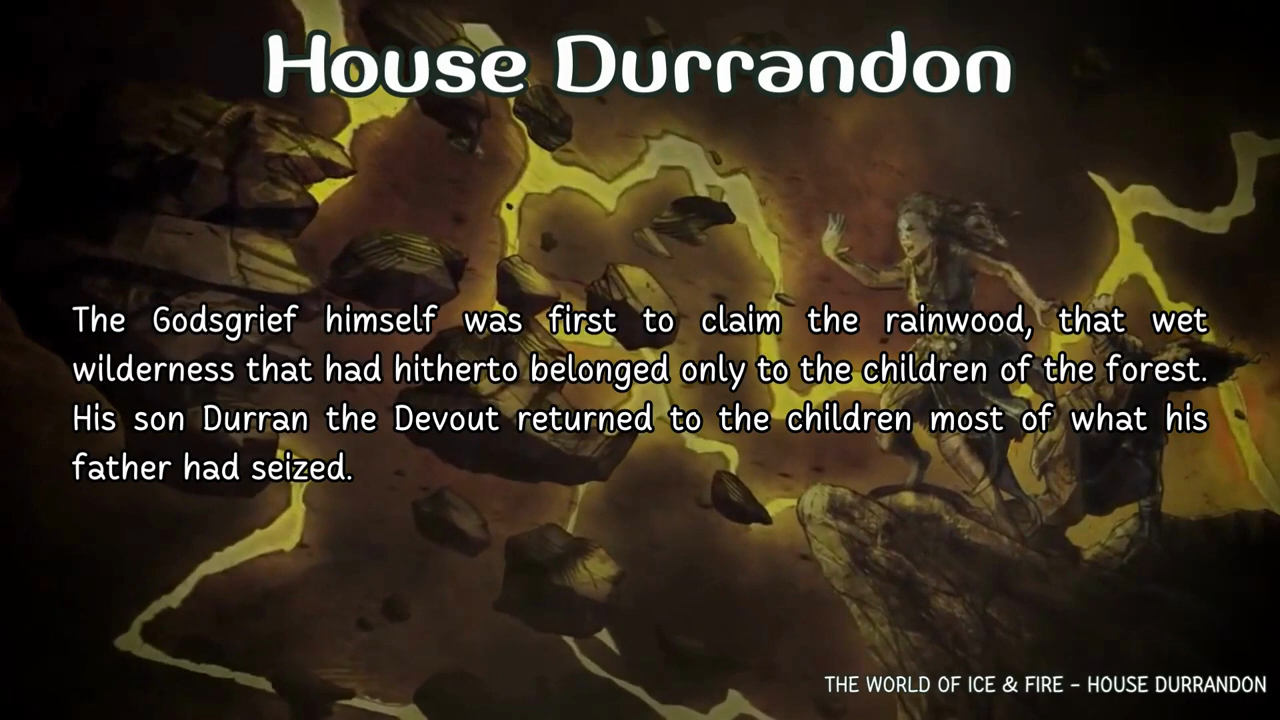 House Durrandon
The Godsgrief himself was first to claim the rainwood, that wet
wilderness that had hitherto belonged only to the children of the forest.
His son Durran the Devout returned to the children most of what his
father had seized.
THE WORLD OF ICE & FIRE - HOUSE DURRANDON